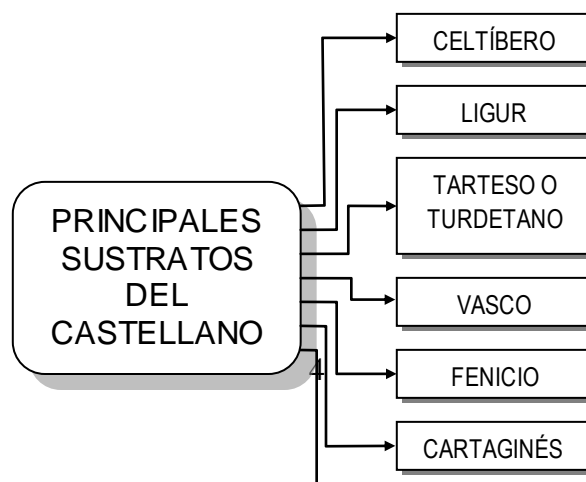 CELTÍBERO
LIGUR
TARTESO O
TURDETANO
PRINCIPALES
SUSTRATOS
DEL
CASTELLANO
VASCO
FENICIO
4
CARTAGINÉS